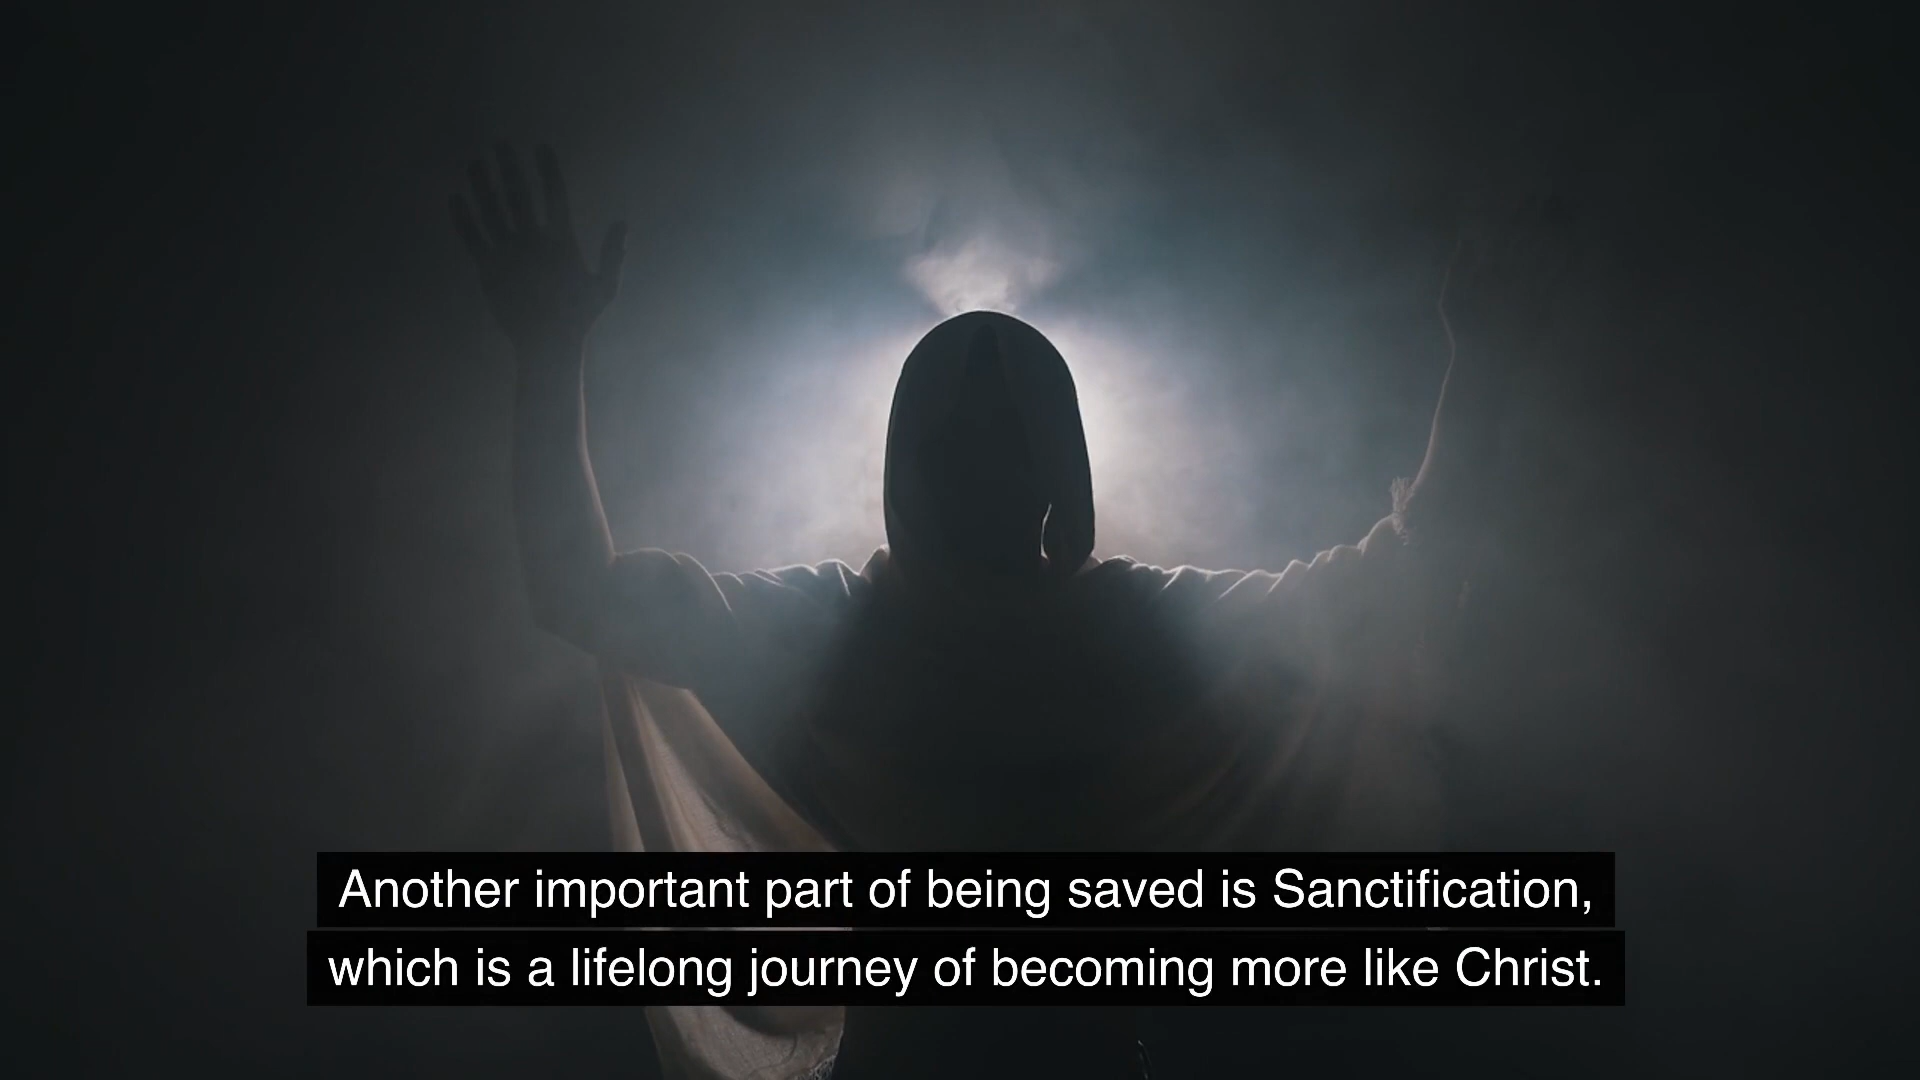 Another important part of being saved is Sanctification,
which is a lifelong journey of becoming more like Christ.